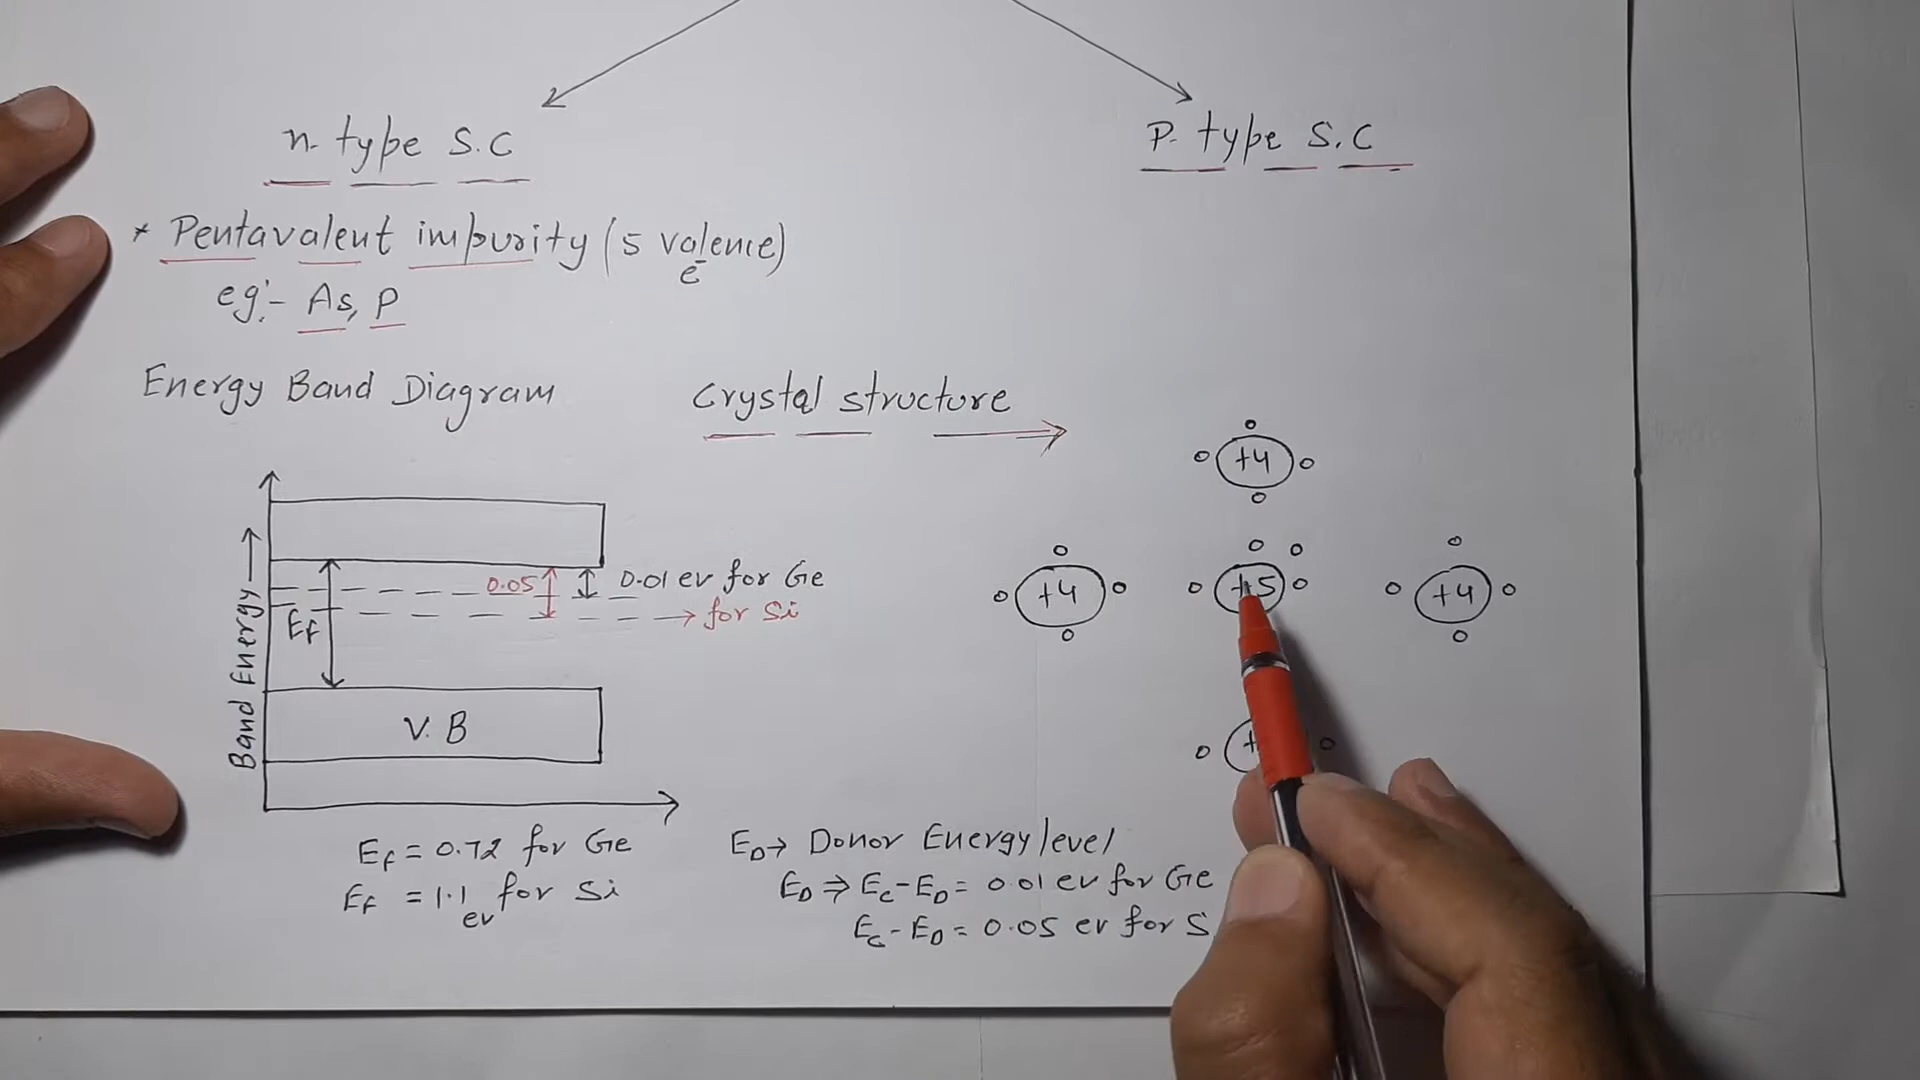 n-type S.C
P-type S.C
* Pentavalent impurity (5 valence)
e-
eg:- As, P
Energy Band Diagram
Crystal structure
+4
+4
+5
+4
Band Energy
0.05
0.01 ev for Ge
for Si
Ef
V.B
Ef = 0.72 for Ge
Ef = 1.1 for Si
ev
ED → Donor Energy level
ED ⇒ Ec-ED = 0.01 ev for Ge
Ec-ED = 0.05 ev for S